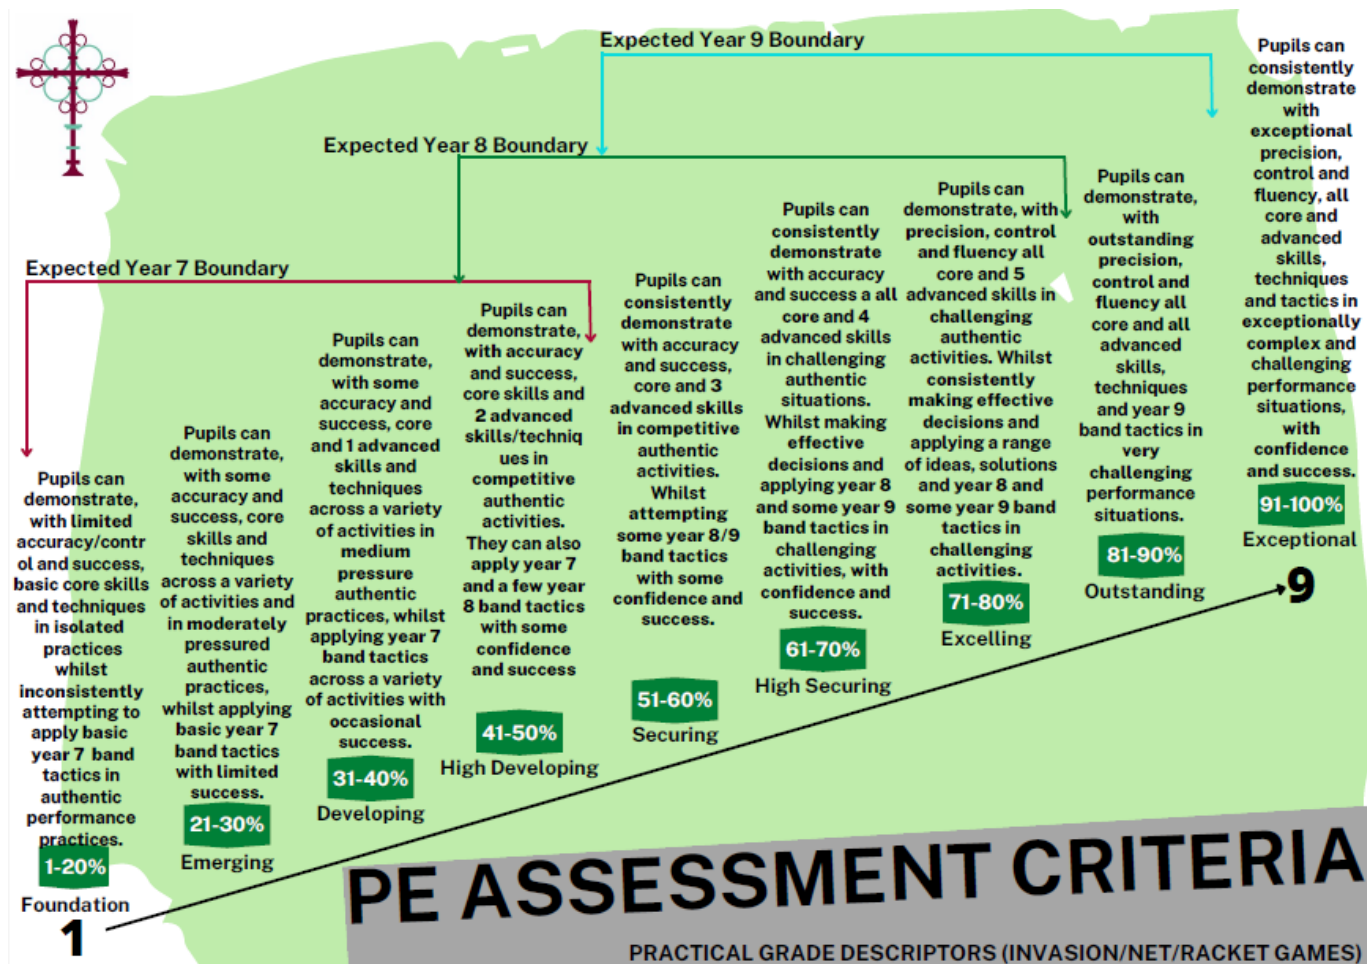 Expected Year 9 Boundary
Expected Year 8 Boundary
Expected Year 7 Boundary
Pupils can
demonstrate,
with limited
accuracy/contr
ol and success,
basic core skills
and techniques
in isolated
practices
whilst
inconsistently
attempting to
apply basic
year 7 band
tactics in
authentic
performance
practices.
1-20%
Foundation
1
Pupils can
demonstrate,
with some
accuracy and
success, core
skills and
techniques
across a variety
of activities and
in moderately
pressured
authentic
practices,
whilst applying
basic year 7
band tactics
with limited
success.
21-30%
Emerging
Pupils can
demonstrate,
with some
accuracy and
success, core
and 1 advanced
skills and
techniques
across a variety
of activities in
medium
pressure
authentic
practices, whilst
applying year 7
band tactics
across a variety
of activities with
occasional
success.
31-40%
Developing
Pupils can
demonstrate,
with accuracy
and success,
core skills and
2 advanced
skills/techniq
ues in
competitive
authentic
activities.
They can also
apply year 7
and a few year
8 band tactics
with some
confidence
and success
41-50%
High Developing
Pupils can
consistently
demonstrate
with accuracy
and success,
core and 3
advanced skills
in competitive
authentic
activities.
Whilst
attempting
some year 8/9
band tactics
with some
confidence and
success.
51-60%
Securing
Pupils can
consistently
demonstrate
with accuracy
and success a all
core and 4
advanced skills
in challenging
authentic
situations.
Whilst making
effective
decisions and
applying year 8
and some year 9
band tactics in
challenging
activities, with
confidence and
success.
61-70%
High Securing
Pupils can
demonstrate, with
precision, control
and fluency all
core and 5
advanced skills in
challenging
authentic
activities. Whilst
consistently
making effective
decisions and
applying a range
of ideas, solutions
and year 8 and
some year 9 band
tactics in
challenging
activities.
71-80%
Excelling
Pupils can
demonstrate,
with
outstanding
precision,
control and
fluency all
core and all
advanced
skills,
techniques
and year 9
band tactics in
very
challenging
performance
situations.
81-90%
Outstanding
Pupils can
consistently
demonstrate
with
exceptional
precision,
control and
fluency, all
core and
advanced
skills,
techniques
and tactics in
exceptionally
complex and
challenging
performance
situations,
with
confidence
and success.
91-100%
Exceptional
9
PE ASSESSMENT CRITERIA
PRACTICAL GRADE DESCRIPTORS (INVASION/NET/RACKET GAMES)